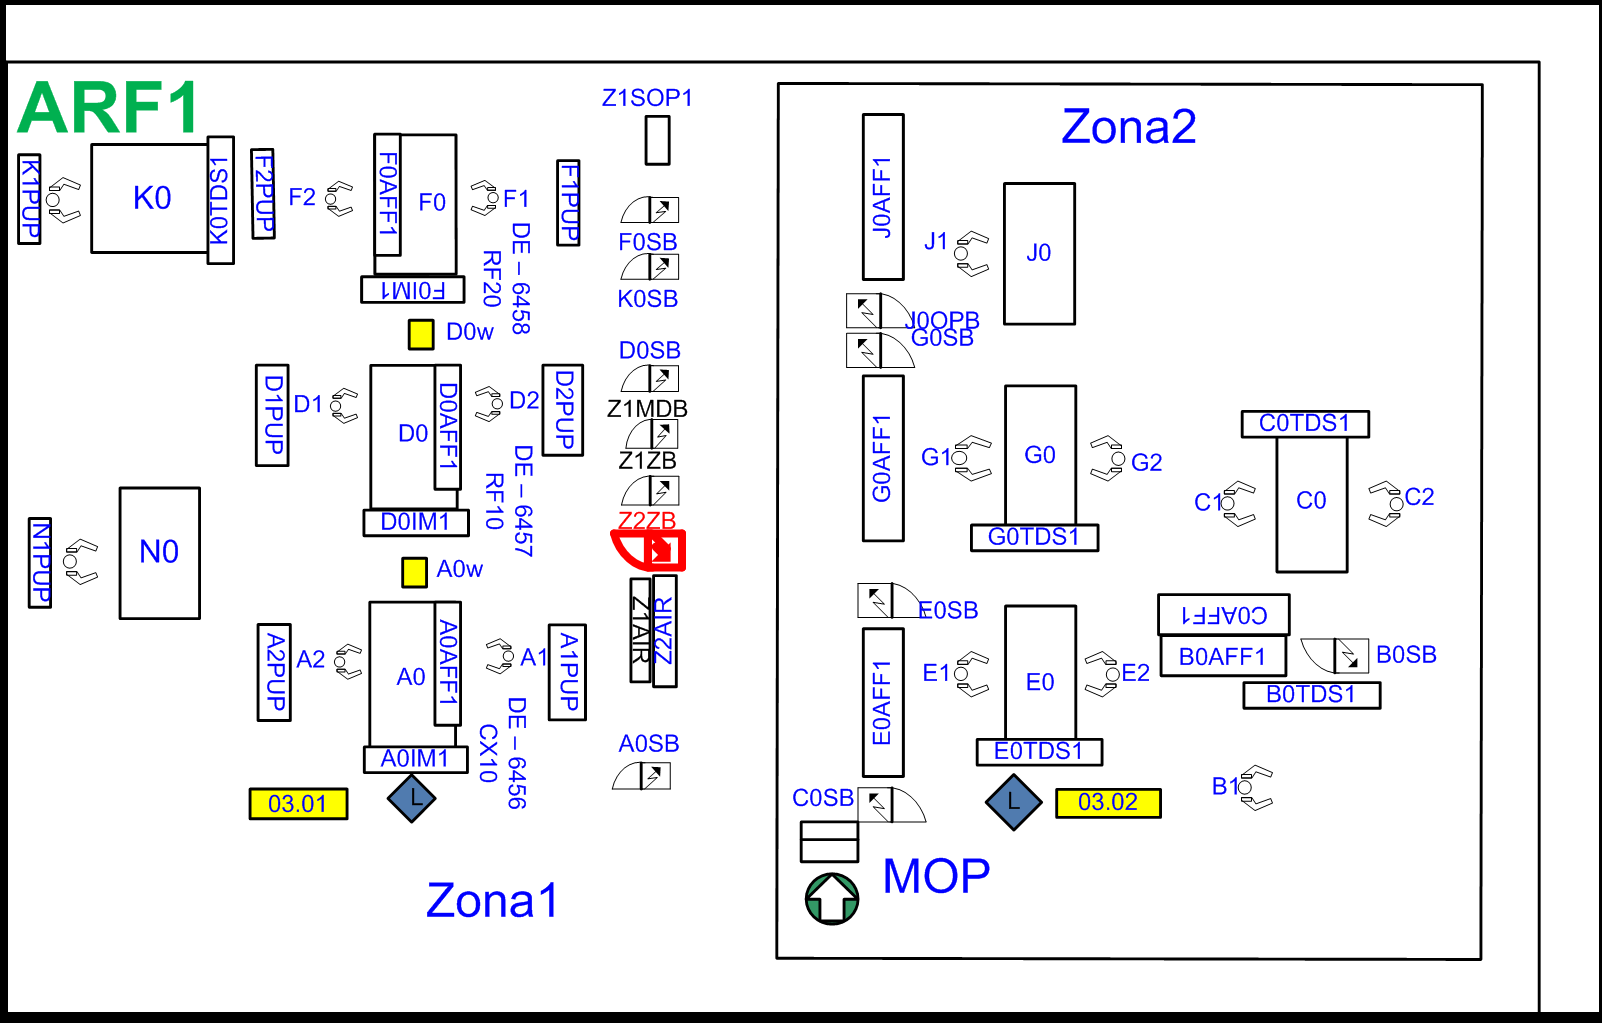 ARF1
Z1SOP1
Zona2
K1PUP
K0
K0TDS1
F2PUP
F2
F0AFF1
F0
F1
F1PUP
F0SB
K0SB
F0IM1
RF20
DE – 6458
J0AFF1
J1
J0
J0OPB
G0SB
D0w
D0SB
D1PUP
D1
D0
D0AFF1
D2
D2PUP
Z1MDB
Z1ZB
Z2ZB
D0IM1
RF10
DE – 6457
G0AFF1
G1
G0
G2
G0TDS1
C0TDS1
C1
C0
C2
N1PUP
N0
A0w
Z1AIR
Z2AIR
E0SB
C0AFF1
B0AFF1
B0SB
B0TDS1
A2PUP
A2
A0
A0AFF1
A1
A1PUP
E0AFF1
E1
E0
E2
A0IM1
CX10
DE – 6456
A0SB
E0TDS1
03.01
L
C0SB
L
03.02
B1
MOP
Zona1